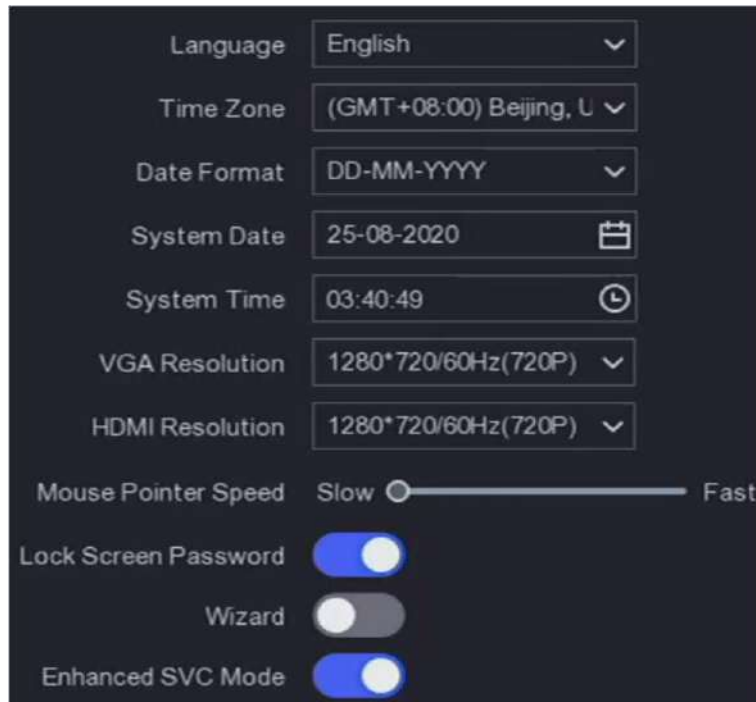 Language English
Time Zone (GMT+08:00) Beijing, U
Date Format DD-MM-YYYY
System Date 25-08-2020
System Time 03:40:49
VGA Resolution 1280*720/60Hz(720P)
HDMI Resolution 1280*720/60Hz(720P)
Mouse Pointer Speed Slow Fast
Lock Screen Password
Wizard
Enhanced SVC Mode